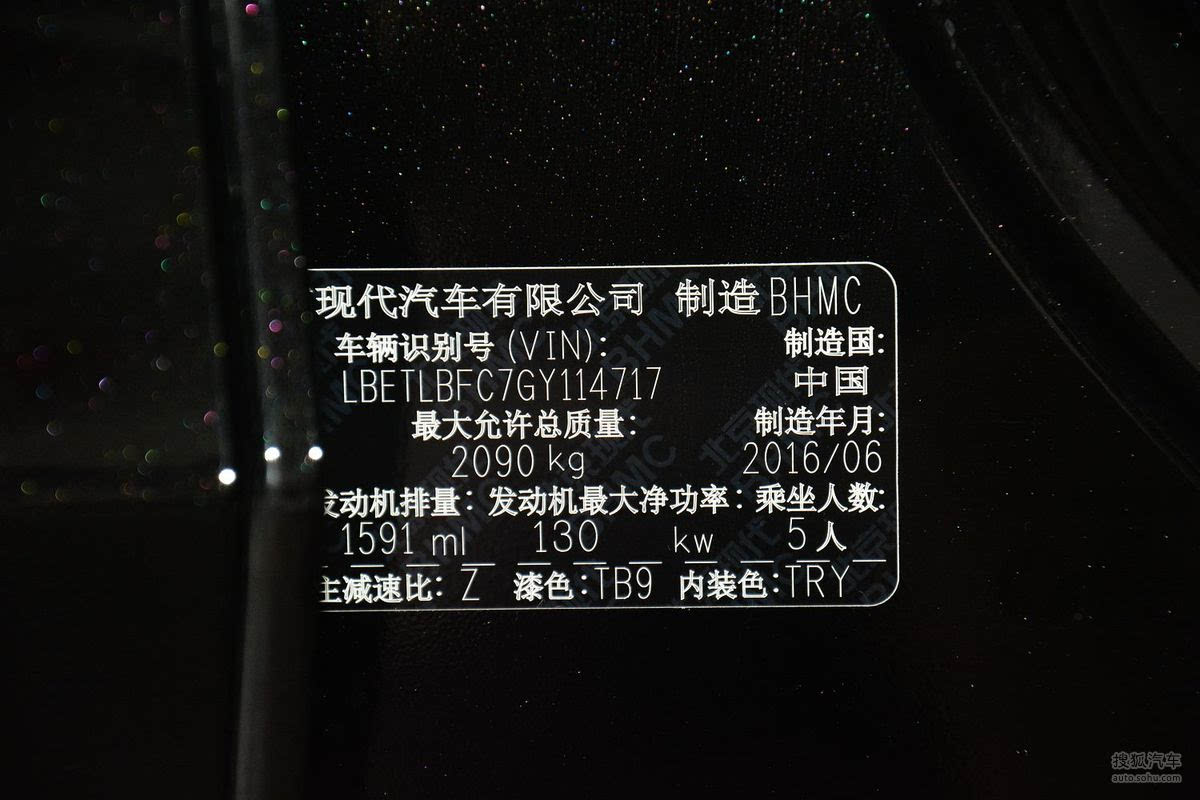 现代汽车有限公司 制造 BHMC
车辆识别号 (VIN): 制造国:
LBETLBFC7GY114717 中国
最大允许总质量: 制造年月:
2090 kg 2016/06
发动机排量: 发动机最大净功率: 乘坐人数:
1591 ml 130 kw 5人
主减速比: Z 漆色:TB9 内装色:TRY
搜狐汽车
auto.sohu.com